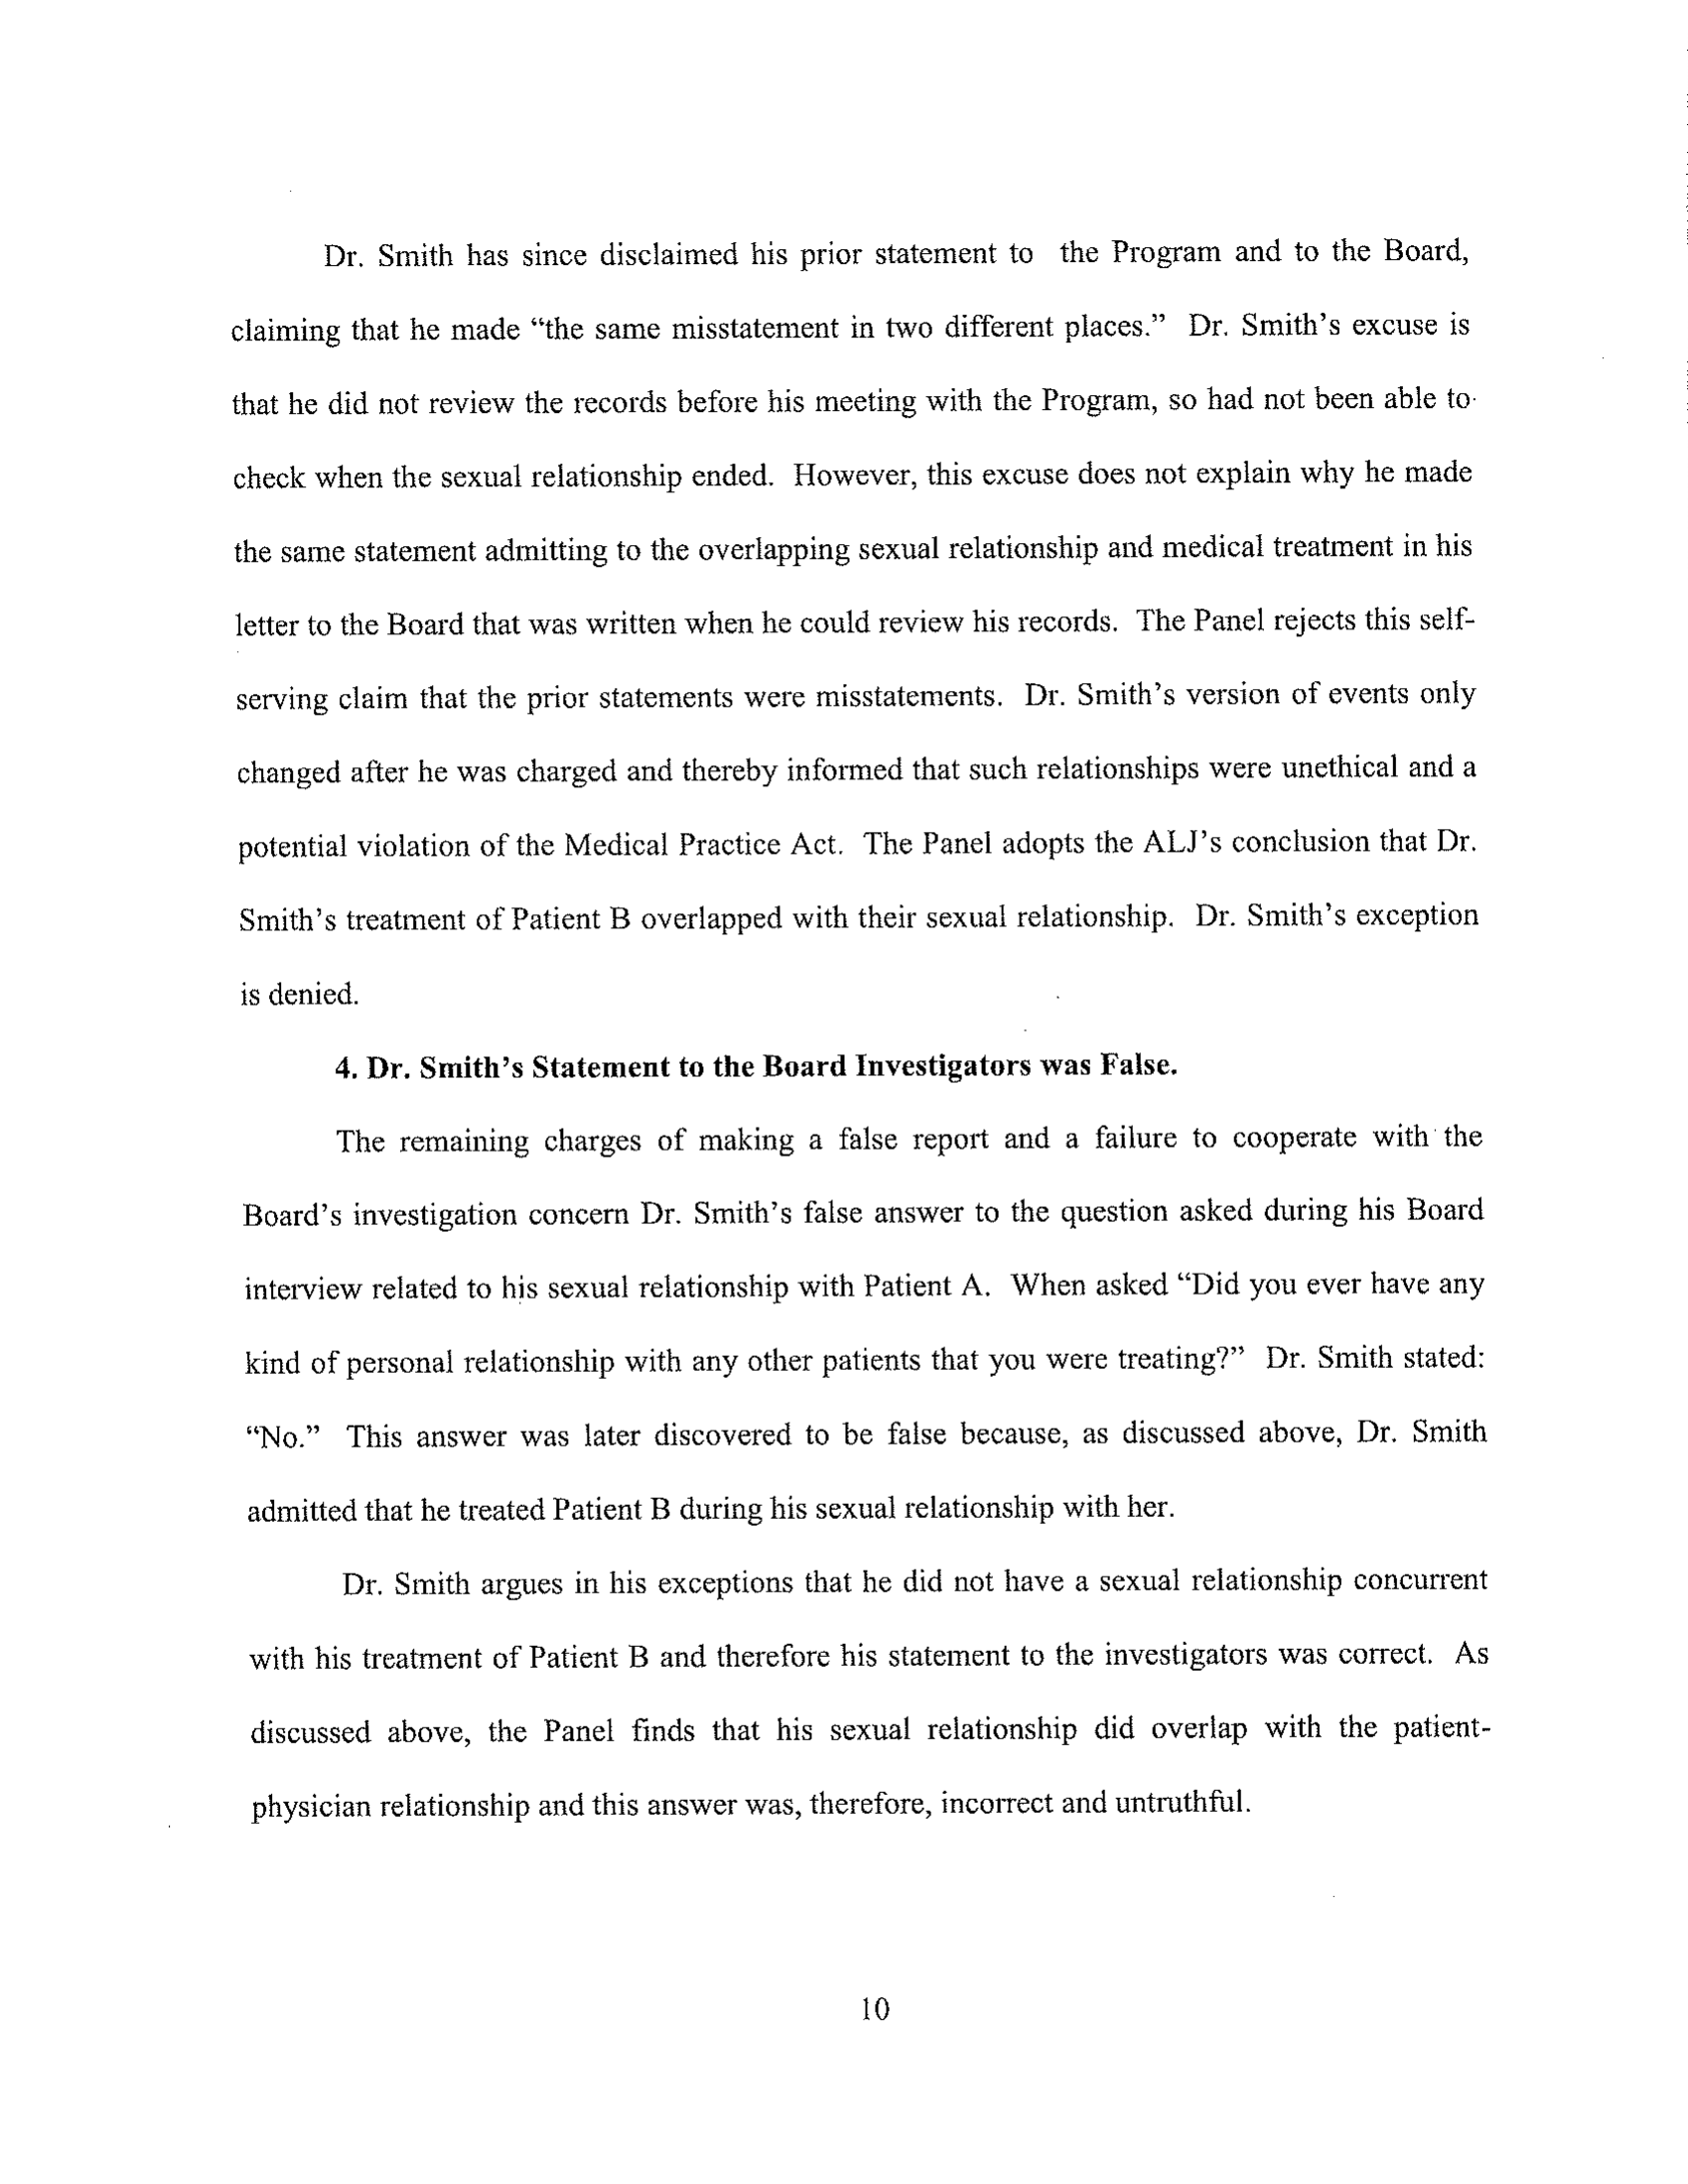 Dr. Smith has since disclaimed his prior statement to the Program and to the Board,
claiming that he made “the same misstatement in two different places.” Dr. Smith’s excuse is
that he did not review the records before his meeting with the Program, so had not been able to
check when the sexual relationship ended. However, this excuse does not explain why he made
the same statement admitting to the overlapping sexual relationship and medical treatment in his
letter to the Board that was written when he could review his records. The Panel rejects this self-
serving claim that the prior statements were misstatements. Dr. Smith’s version of events only
changed after he was charged and thereby informed that such relationships were unethical and a
potential violation of the Medical Practice Act. The Panel adopts the ALJ’s conclusion that Dr.
Smith’s treatment of Patient B overlapped with their sexual relationship. Dr. Smith’s exception
is denied.
4. Dr. Smith’s Statement to the Board Investigators was False.
The remaining charges of making a false report and a failure to cooperate with the
Board’s investigation concern Dr. Smith’s false answer to the question asked during his Board
interview related to his sexual relationship with Patient A. When asked “Did you ever have any
kind of personal relationship with any other patients that you were treating?” Dr. Smith stated:
“No.” This answer was later discovered to be false because, as discussed above, Dr. Smith
admitted that he treated Patient B during his sexual relationship with her.
Dr. Smith argues in his exceptions that he did not have a sexual relationship concurrent
with his treatment of Patient B and therefore his statement to the investigators was correct. As
discussed above, the Panel finds that his sexual relationship did overlap with the patient-
physician relationship and this answer was, therefore, incorrect and untruthful.
10